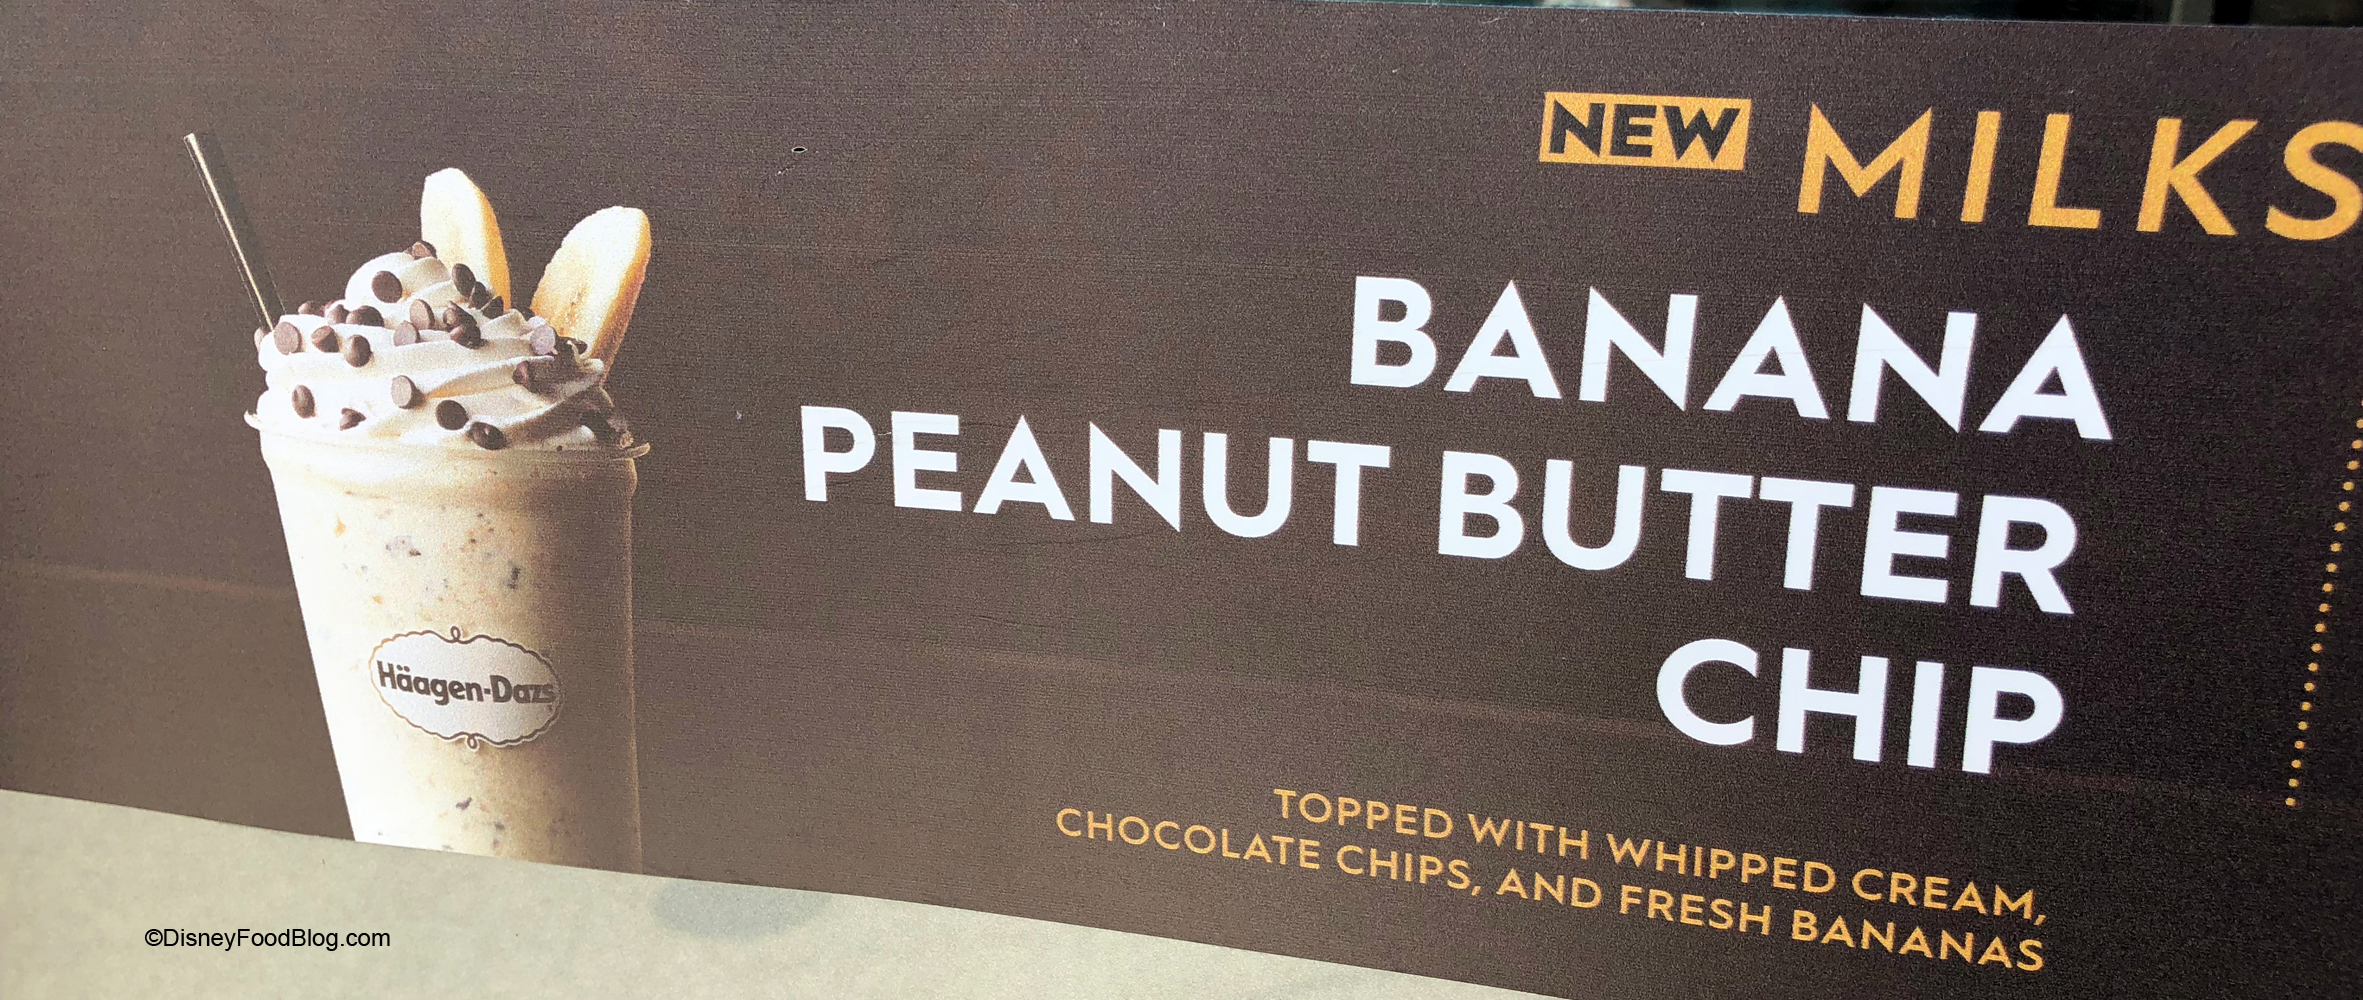 NEW MILKS
BANANA
PEANUT BUTTER
CHIP
TOPPED WITH WHIPPED CREAM,
CHOCOLATE CHIPS, AND FRESH BANANAS
Häagen-Dazs
©DisneyFoodBlog.com